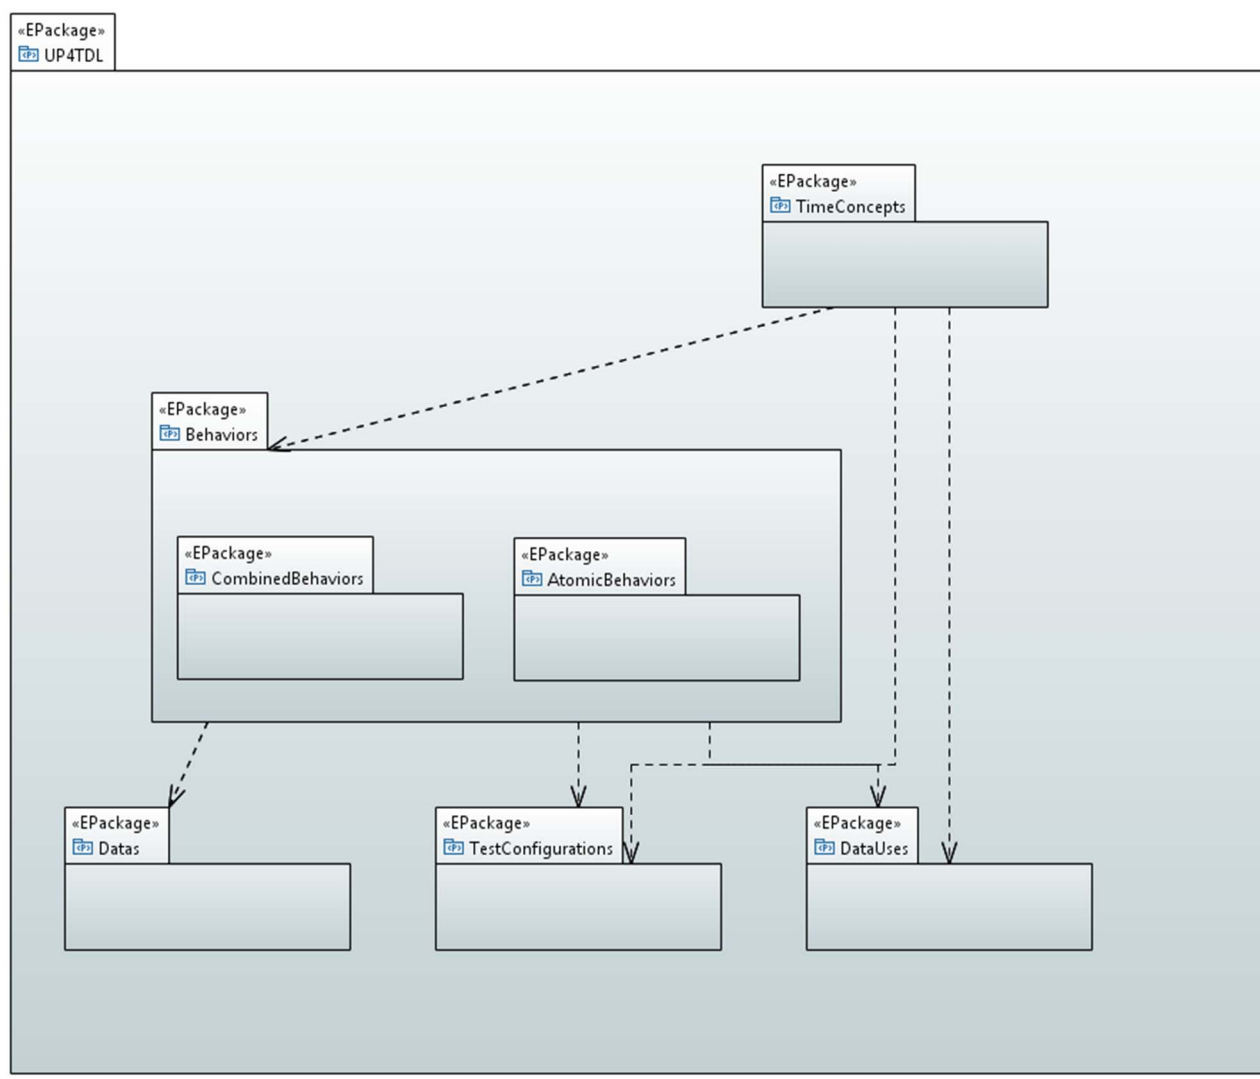 «EPackage»
UP4TDL
«EPackage»
TimeConcepts
«EPackage»
Behaviors
«EPackage»
CombinedBehaviors
«EPackage»
AtomicBehaviors
«EPackage»
Datas
«EPackage»
TestConfigurations
«EPackage»
DataUses